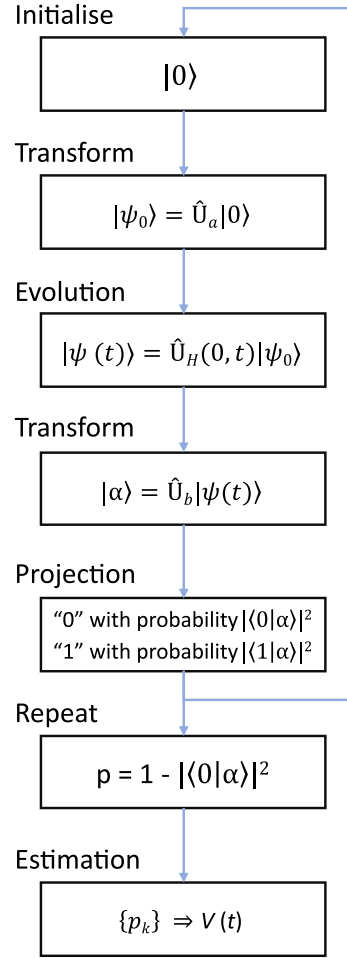 Initialise
|0⟩
Transform
|ψ₀⟩ = Ûₐ|0⟩
Evolution
|ψ (t)⟩ = Û_H(0, t)|ψ₀⟩
Transform
|α⟩ = Û_b|ψ(t)⟩
Projection
“0” with probability|⟨0|α⟩|²
“1” with probability|⟨1|α⟩|²
Repeat
p = 1 - |⟨0|α⟩|²
Estimation
{p_k} ⇒ V (t)